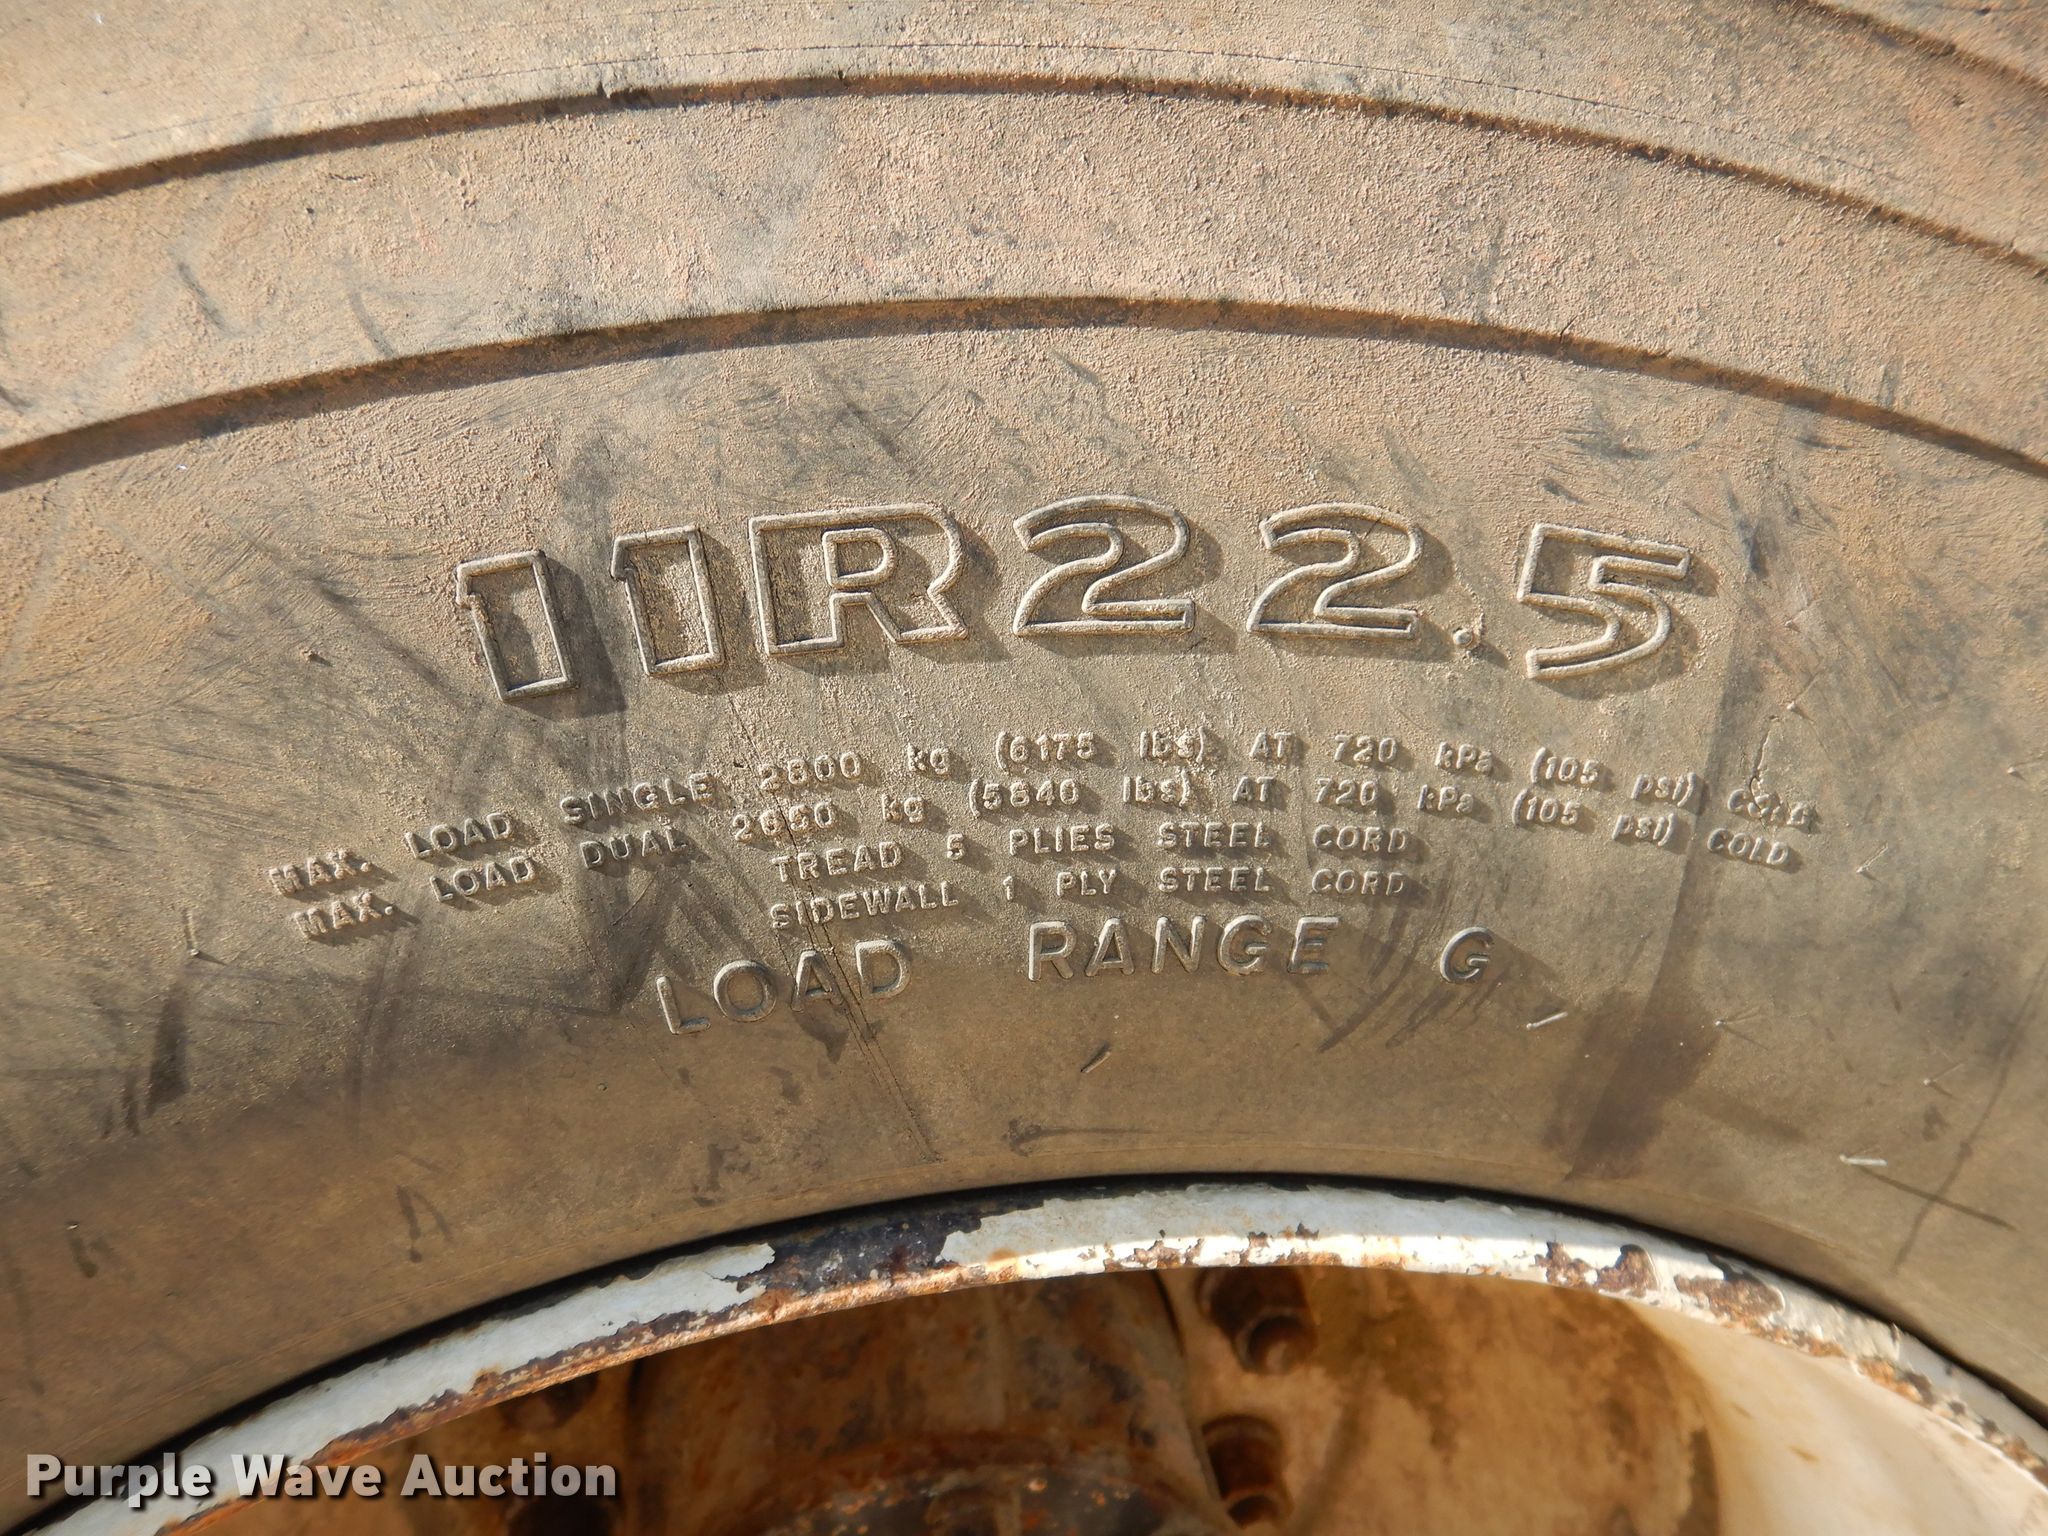 11R22.5
MAX. LOAD SINGLE 2800 kg (6175 lbs) AT 720 kPa (105 psi) COLD
MAX. LOAD DUAL 2650 kg (5840 lbs) AT 720 kPa (105 psi) COLD
TREAD 5 PLIES STEEL CORD
SIDEWALL 1 PLY STEEL CORD
LOAD RANGE G
Purple Wave Auction